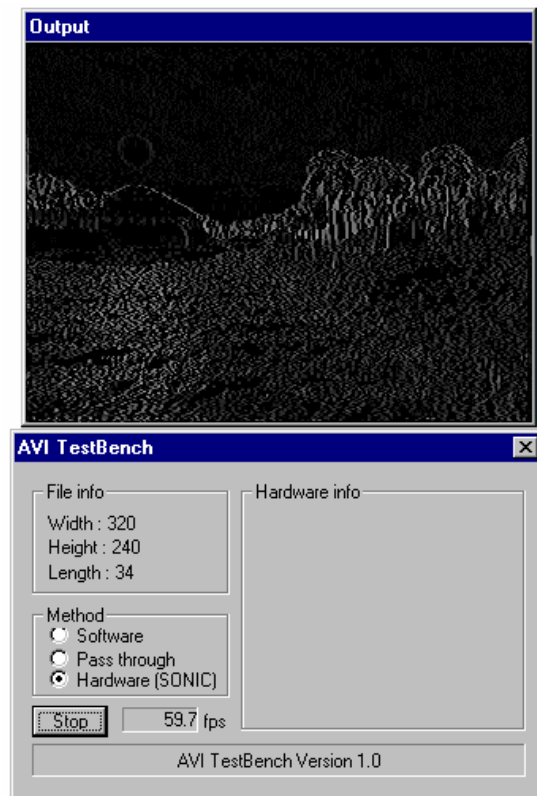 Output
AVI TestBench
File info
Width : 320
Height : 240
Length : 34
Hardware info
Method
Software
Pass through
Hardware (SONIC)
Stop
59.7 fps
AVI TestBench Version 1.0